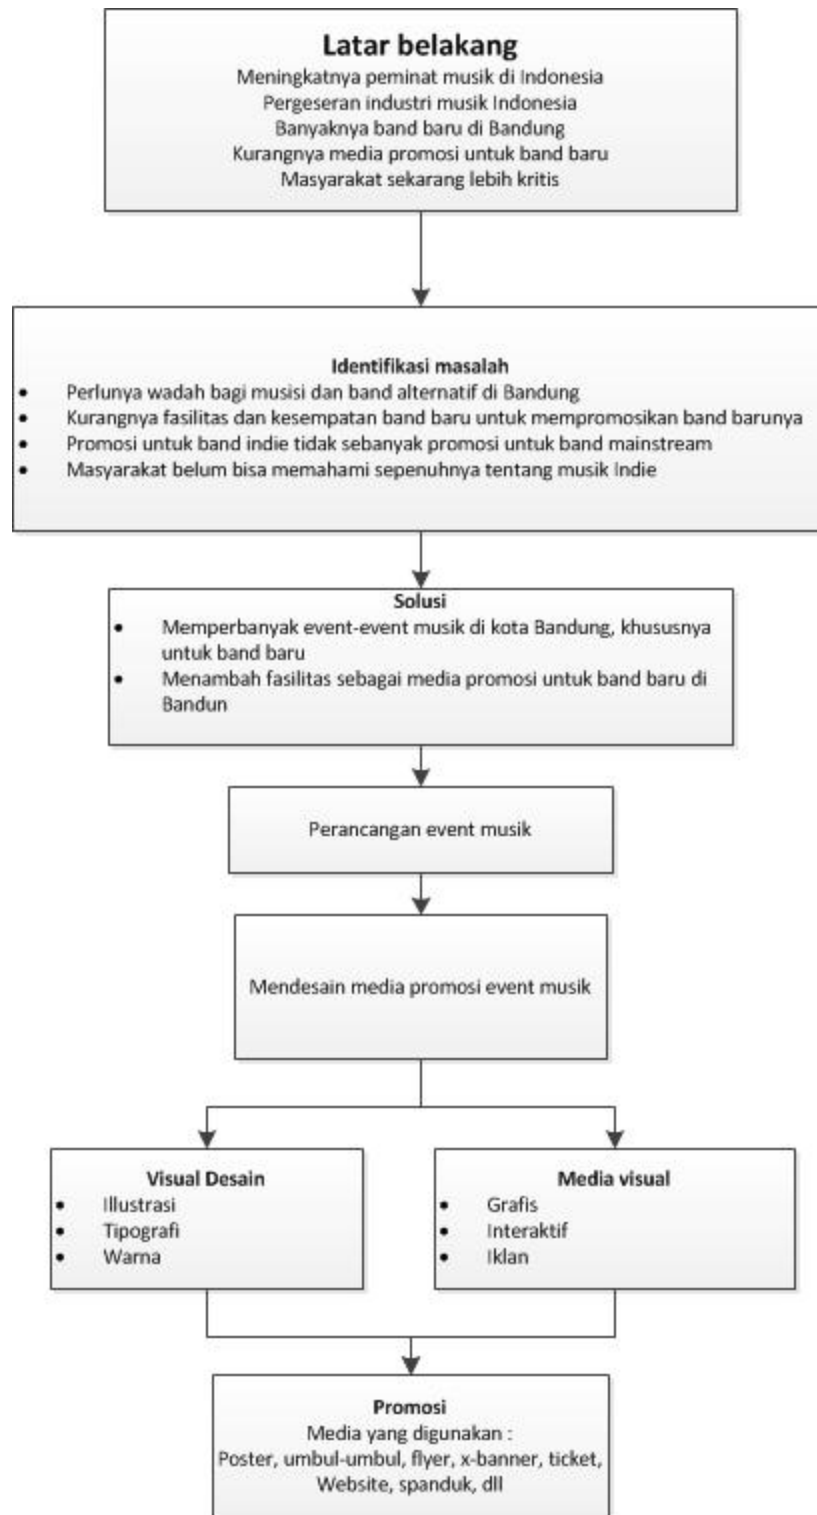 Latar belakang
Meningkatnya peminat musik di Indonesia
Pergeseran industri musik Indonesia
Banyaknya band baru di Bandung
Kurangnya media promosi untuk band baru
Masyarakat sekarang lebih kritis
Identifikasi masalah
• Perlunya wadah bagi musisi dan band alternatif di Bandung
• Kurangnya fasilitas dan kesempatan band baru untuk mempromosikan band barunya
• Promosi untuk band indie tidak sebanyak promosi untuk band mainstream
• Masyarakat belum bisa memahami sepenuhnya tentang musik Indie
Solusi
• Memperbanyak event-event musik di kota Bandung, khususnya
untuk band baru
• Menambah fasilitas sebagai media promosi untuk band baru di
Bandun
Perancangan event musik
Mendesain media promosi event musik
Visual Desain
• Illustrasi
• Tipografi
• Warna
Media visual
• Grafis
• Interaktif
• Iklan
Promosi
Media yang digunakan :
Poster, umbul-umbul, flyer, x-banner, ticket,
Website, spanduk, dll